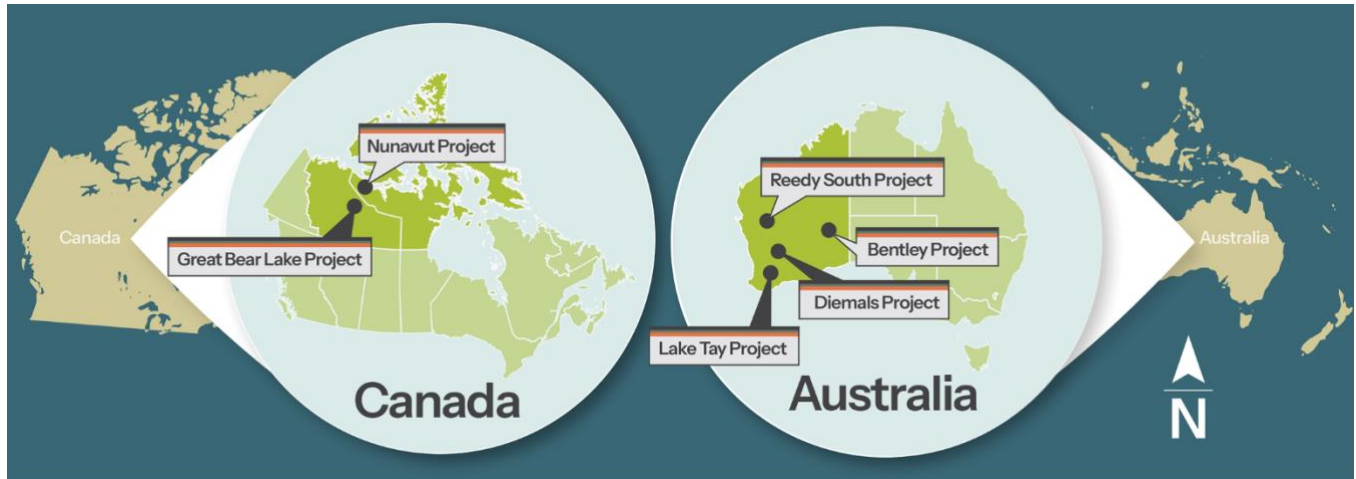 Canada
Nunavut Project
Great Bear Lake Project
Canada
Reedy South Project
Bentley Project
Diemals Project
Lake Tay Project
Australia
Australia
N